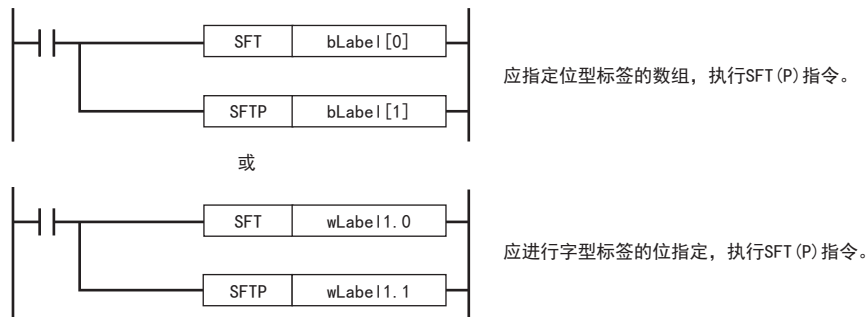 SFT bLabel[0]
应指定位型标签的数组，执行SFT(P)指令。
SFTP bLabel[1]
或
SFT wLabel1.0
应进行字型标签的位指定，执行SFT(P)指令。
SFTP wLabel1.1